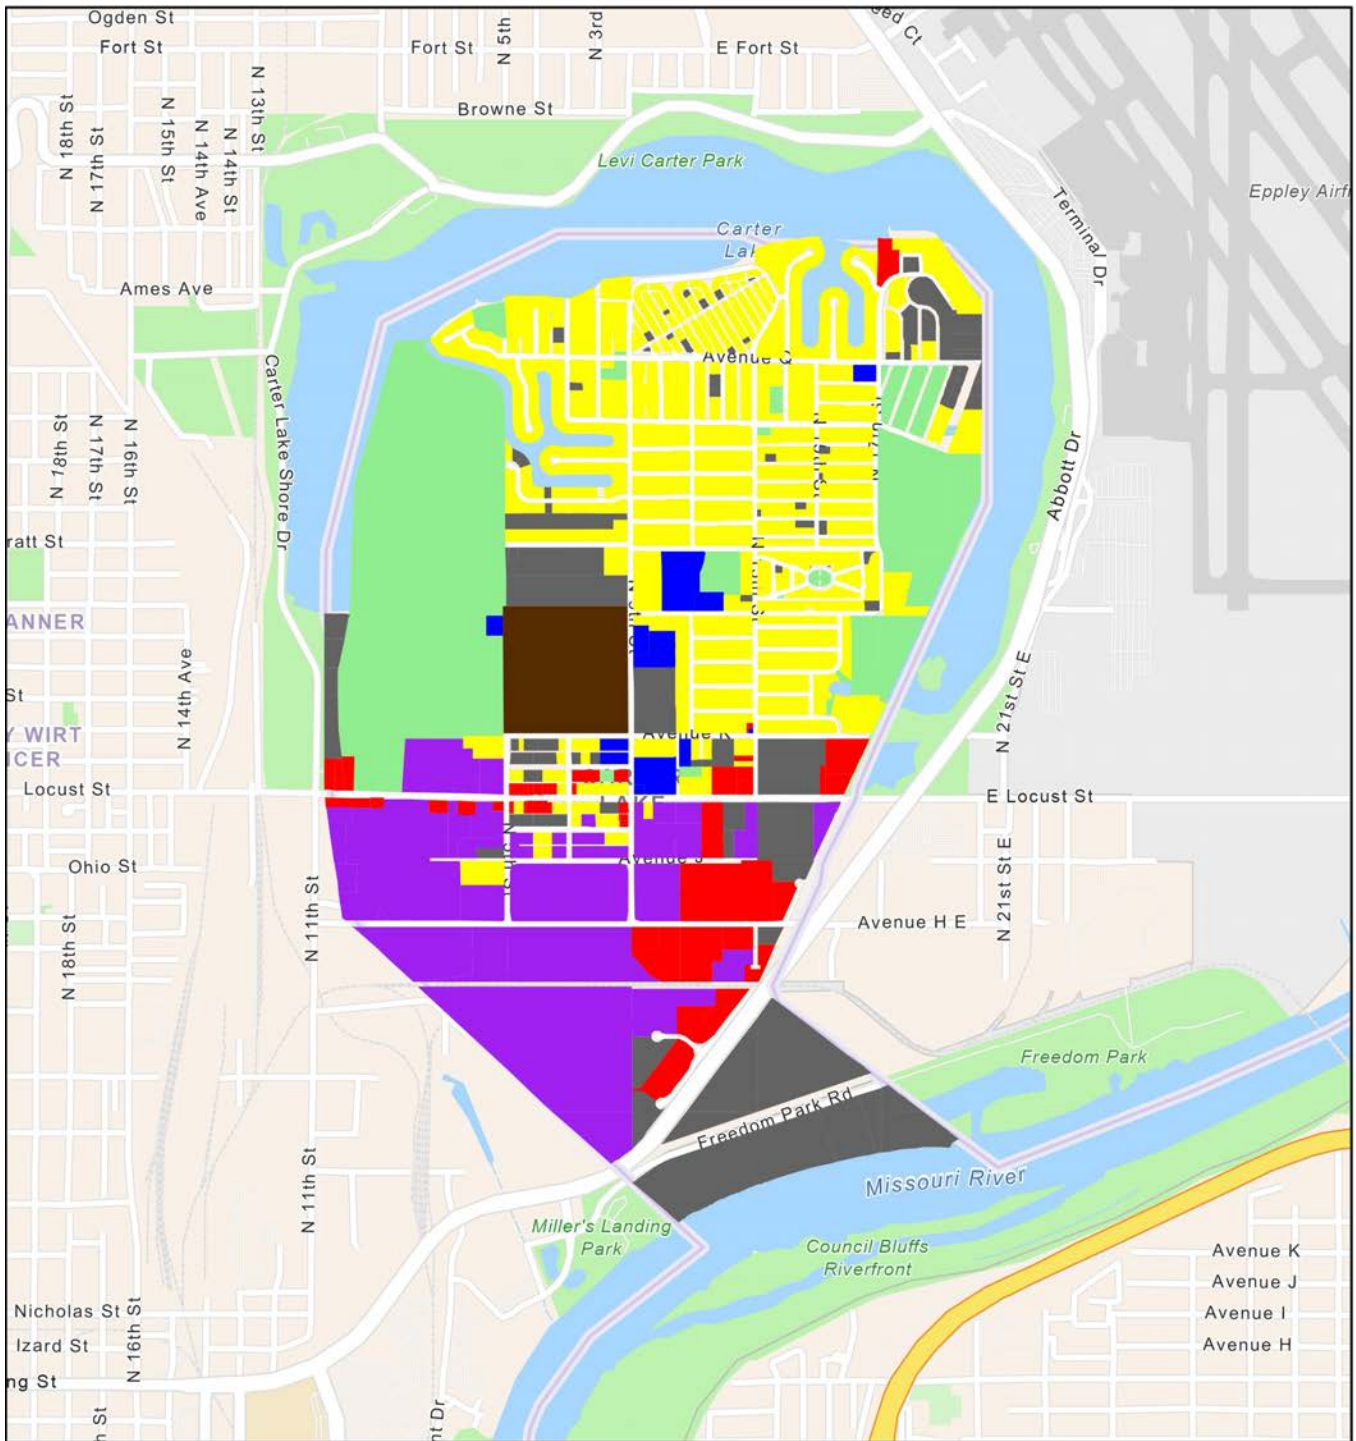 Ogden St
Fort St
Fort St
N 5th
N 3rd
E Fort St
Browne St
N 18th St
N 17th St
N 15th St
N 14th Ave
N 14th St
N 13th St
Levi Carter Park
Terminal Dr
Eppley Airf
Carter
Ames Ave
Carter Lake Shore Dr
Avenue Q
N 18th St
N 17th St
N 16th St
Abbott Dr
ratt St
ANNER
St
N 14th Ave
Y WIRT
ICER
N 21st St E
Locust St
LAKE
E Locust St
Ohio St
N 11th St
N 21st St E
Avenue H E
N 18th St
Freedom Park
Freedom Park Rd
N 11th St
Missouri River
Miller's Landing
Park
Council Bluffs
Riverfront
Avenue K
Avenue J
Avenue I
Avenue H
Nicholas St
N 16th St
Izard St
ng St